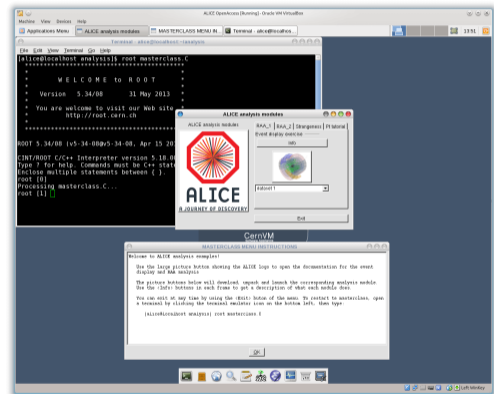 ALICE OpenAccess [Running] - Oracle VM VirtualBox
Machine View Devices Help
Applications Menu
ALICE analysis modules
MASTERCLASS MENU IN...
Terminal - alice@localhos...
13:51
Terminal - alice@localhost:~/analysis
File Edit View Terminal Go Help
[alice@localhost analysis]$ root masterclass.C
W E L C O M E to R O O T
Version 5.34/08 31 May 2013
You are welcome to visit our Web site
http://root.cern.ch
ROOT 5.34/08 (v5-34-08@v5-34-08, Apr 15 20
CINT/ROOT C/C++ Interpreter version 5.18.0
Type ? for help. Commands must be C++ state
Enclose multiple statements between { }.
root [0]
Processing masterclass.C...
root [1]
ALICE analysis modules
ALICE analysis modules
RAA_1 RAA_2 Strangeness Pt tutorial
Event display exercise
Info
ALICE
A JOURNEY OF DISCOVERY
dataset 1
Exit
CernVM
MASTERCLASS MENU INSTRUCTIONS
Welcome to ALICE analysis examples!
Use the large picture button showing the ALICE logo to open the documentation for the event
display and RAA analysis
The picture buttons below will download, unpack and launch the corresponding analysis module.
Use the <Info> buttons in each frame to get a description of what each module does.
You can exit at any time by using the <Exit> button of the menu. To restart to masterclass, open
a terminal by clicking the terminal emulator icon on the bottom left, then type:
[alice@localhost analysis] root masterclass.C
OK
Left WinKey